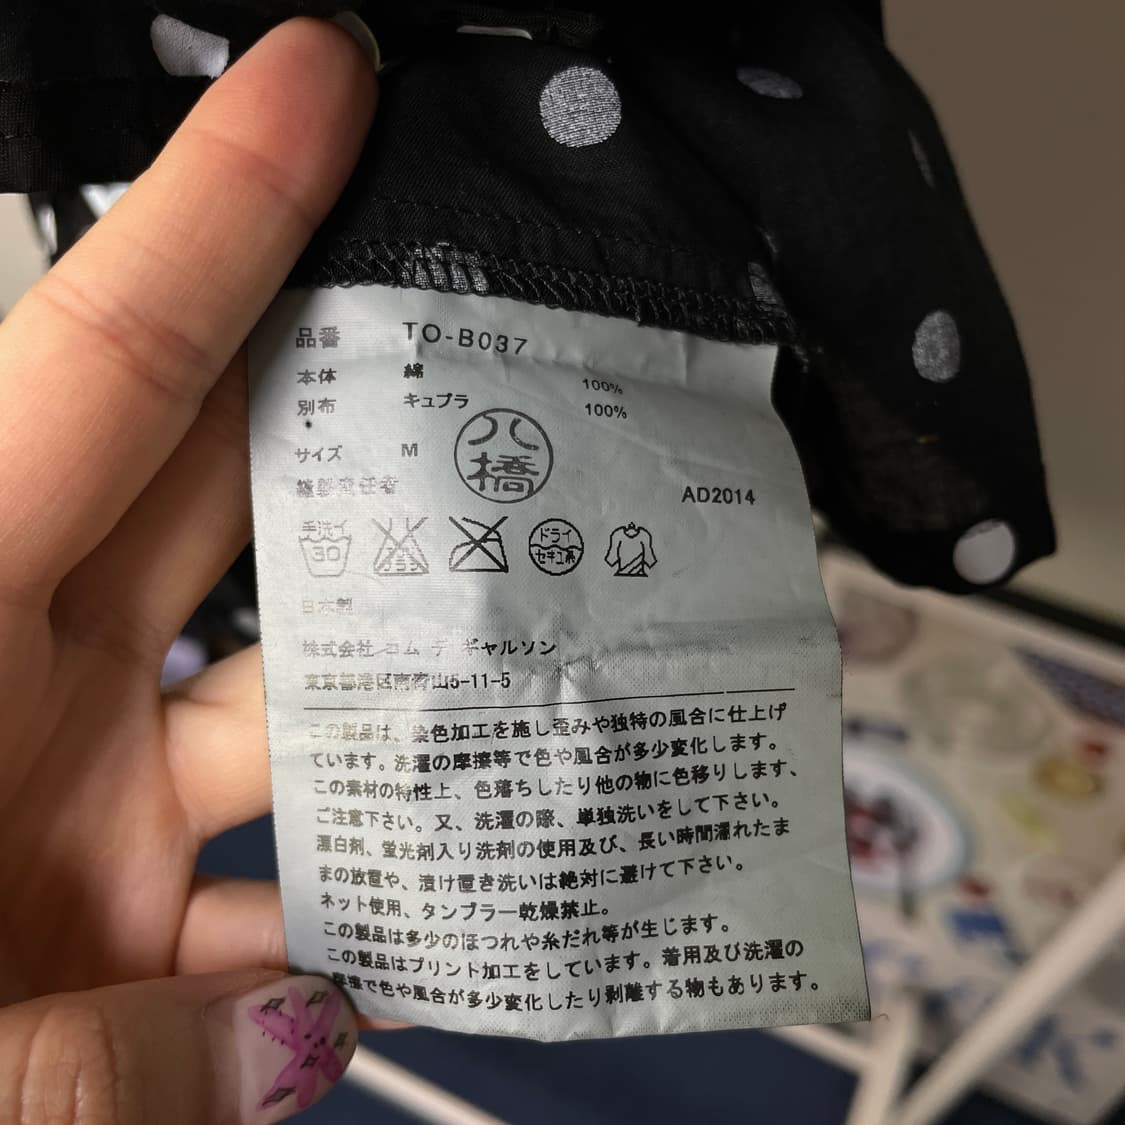 品番 TO-B037
本体 綿 100%
別布 キュプラ 100%
サイズ M
八橋
縫製責任者
AD2014
手洗イ 30
エンソ サラシ
ドライ セキユ系
日本製
株式会社 コム デ ギャルソン
東京都港区南青山5-11-5
この製品は、染色加工を施し歪みや独特の風合に仕上げ
ています。洗濯の摩擦等で色や風合が多少変化します。
この素材の特性上、色落ちしたり他の物に色移りします、
ご注意下さい。又、洗濯の際、単独洗いをして下さい。
漂白剤、蛍光剤入り洗剤の使用及び、長い時間濡れたま
まの放置や、漬け置き洗いは絶対に避けて下さい。
ネット使用、タンブラー乾燥禁止。
この製品は多少のほつれや糸だれ等が生じます。
この製品はプリント加工をしています。着用及び洗濯の
摩擦で色や風合が多少変化したり剥離する物もあります。